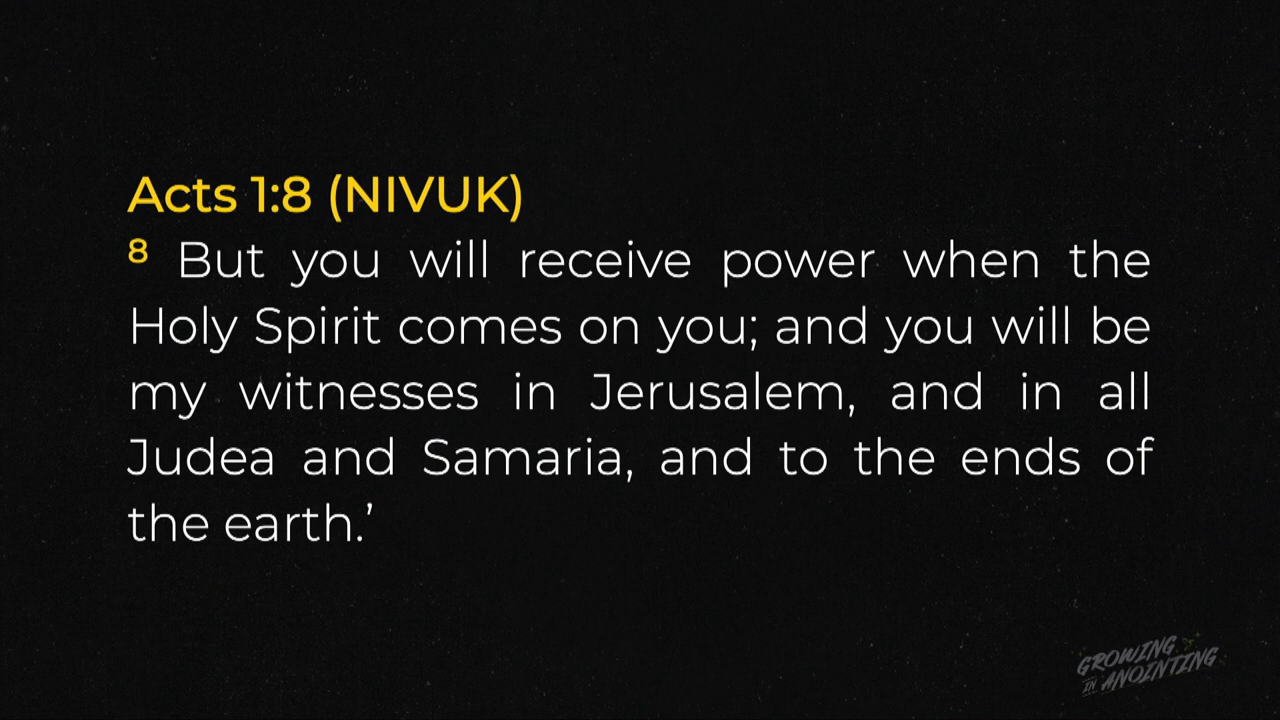 Acts 1:8 (NIVUK)
8 But you will receive power when the
Holy Spirit comes on you; and you will be
my witnesses in Jerusalem, and in all
Judea and Samaria, and to the ends of
the earth.’
GROWING
IN ANOINTING